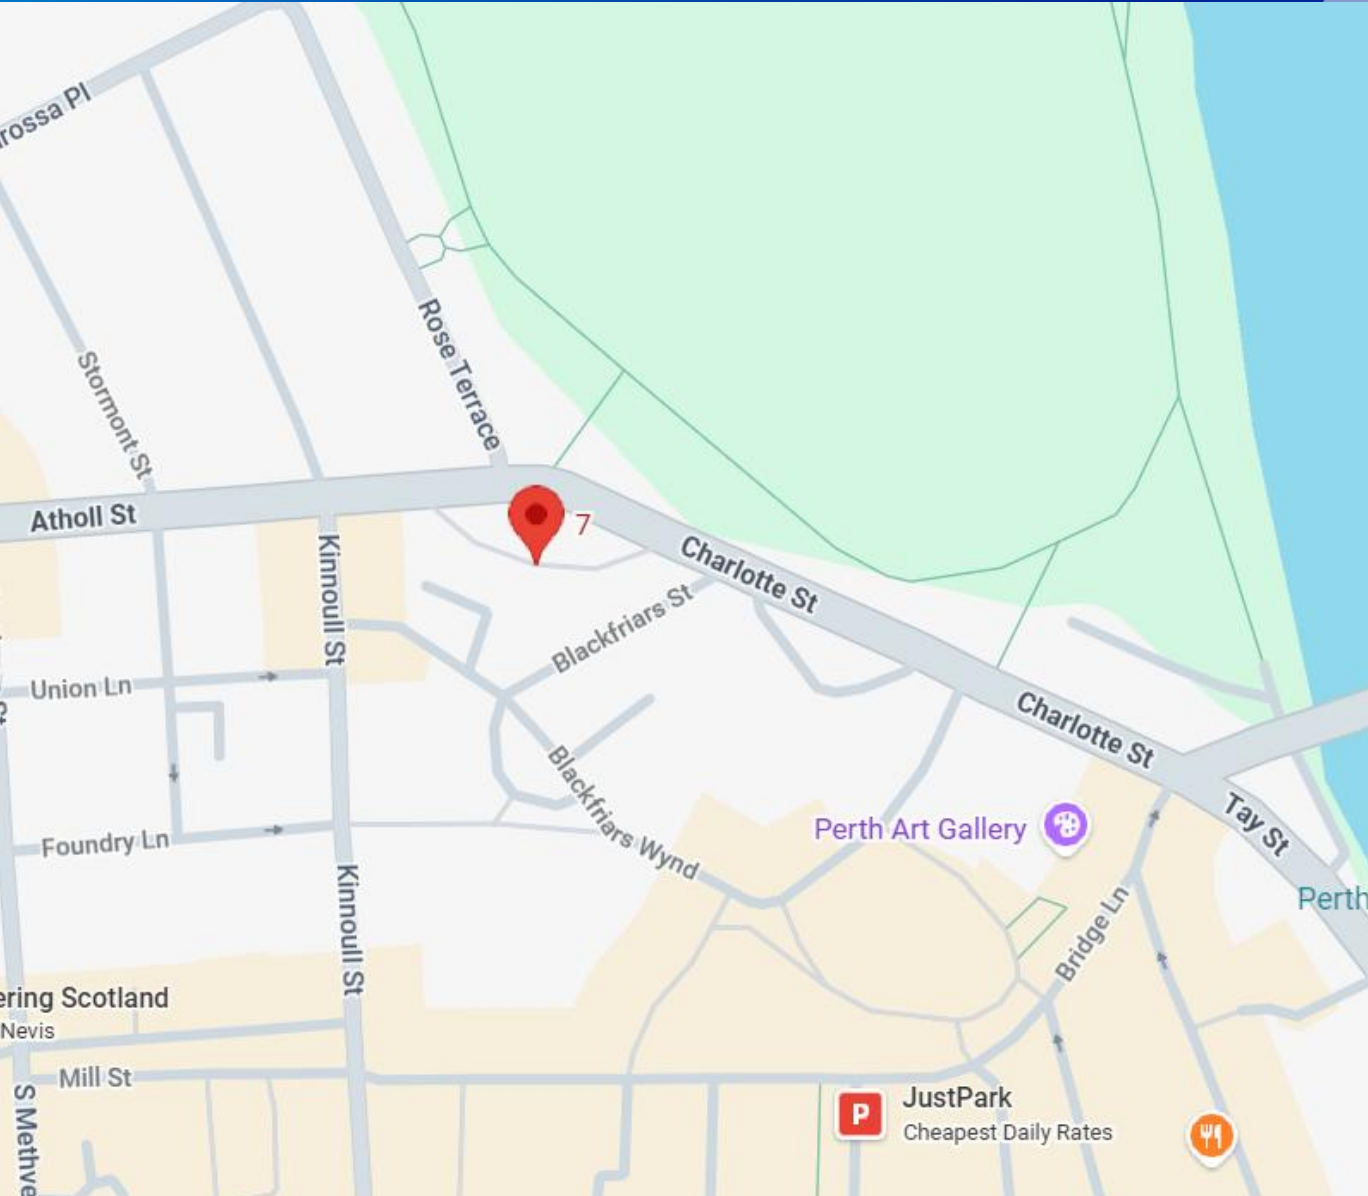 rossa Pl
Rose Terrace
Stormont St
Atholl St
7
Charlotte St
Kinnoull St
Blackfriars St
Union Ln
Charlotte St
Blackfriars Wynd
Perth Art Gallery
Tay St
Foundry Ln
Perth
Kinnoull St
Bridge Ln
ering Scotland
Nevis
Mill St
S Methve
P
JustPark
Cheapest Daily Rates